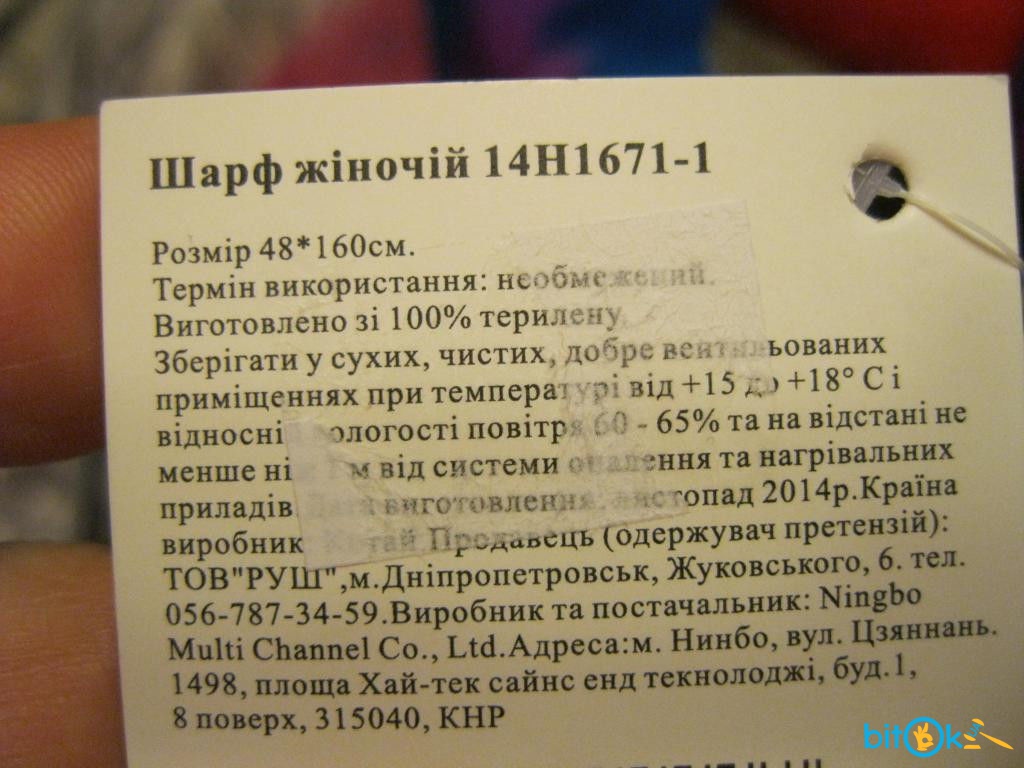 Шарф жіночій 14H1671-1
Розмір 48*160см.
Термін використання: необмежений.
Виготовлено зі 100% терилену
Зберігати у сухих, чистих, добре вентильованих
приміщеннях при температурі від +15 до +18° С і
відносній вологості повітря 60 - 65% та на відстані не
менше ніж 1 м від системи опалення та нагрівальних
приладів. Дата виготовлення: листопад 2014р.Країна
виробник Китай Продавець (одержувач претензій):
ТОВ"РУШ",м.Дніпропетровськ, Жуковського, 6. тел.
056-787-34-59.Виробник та постачальник: Ningbo
Multi Channel Co., Ltd.Адреса:м. Нинбо, вул. Цзяннань.
1498, площа Хай-тек сайнс енд текнолоджі, буд.1,
8 поверх, 315040, КНР
bitOk